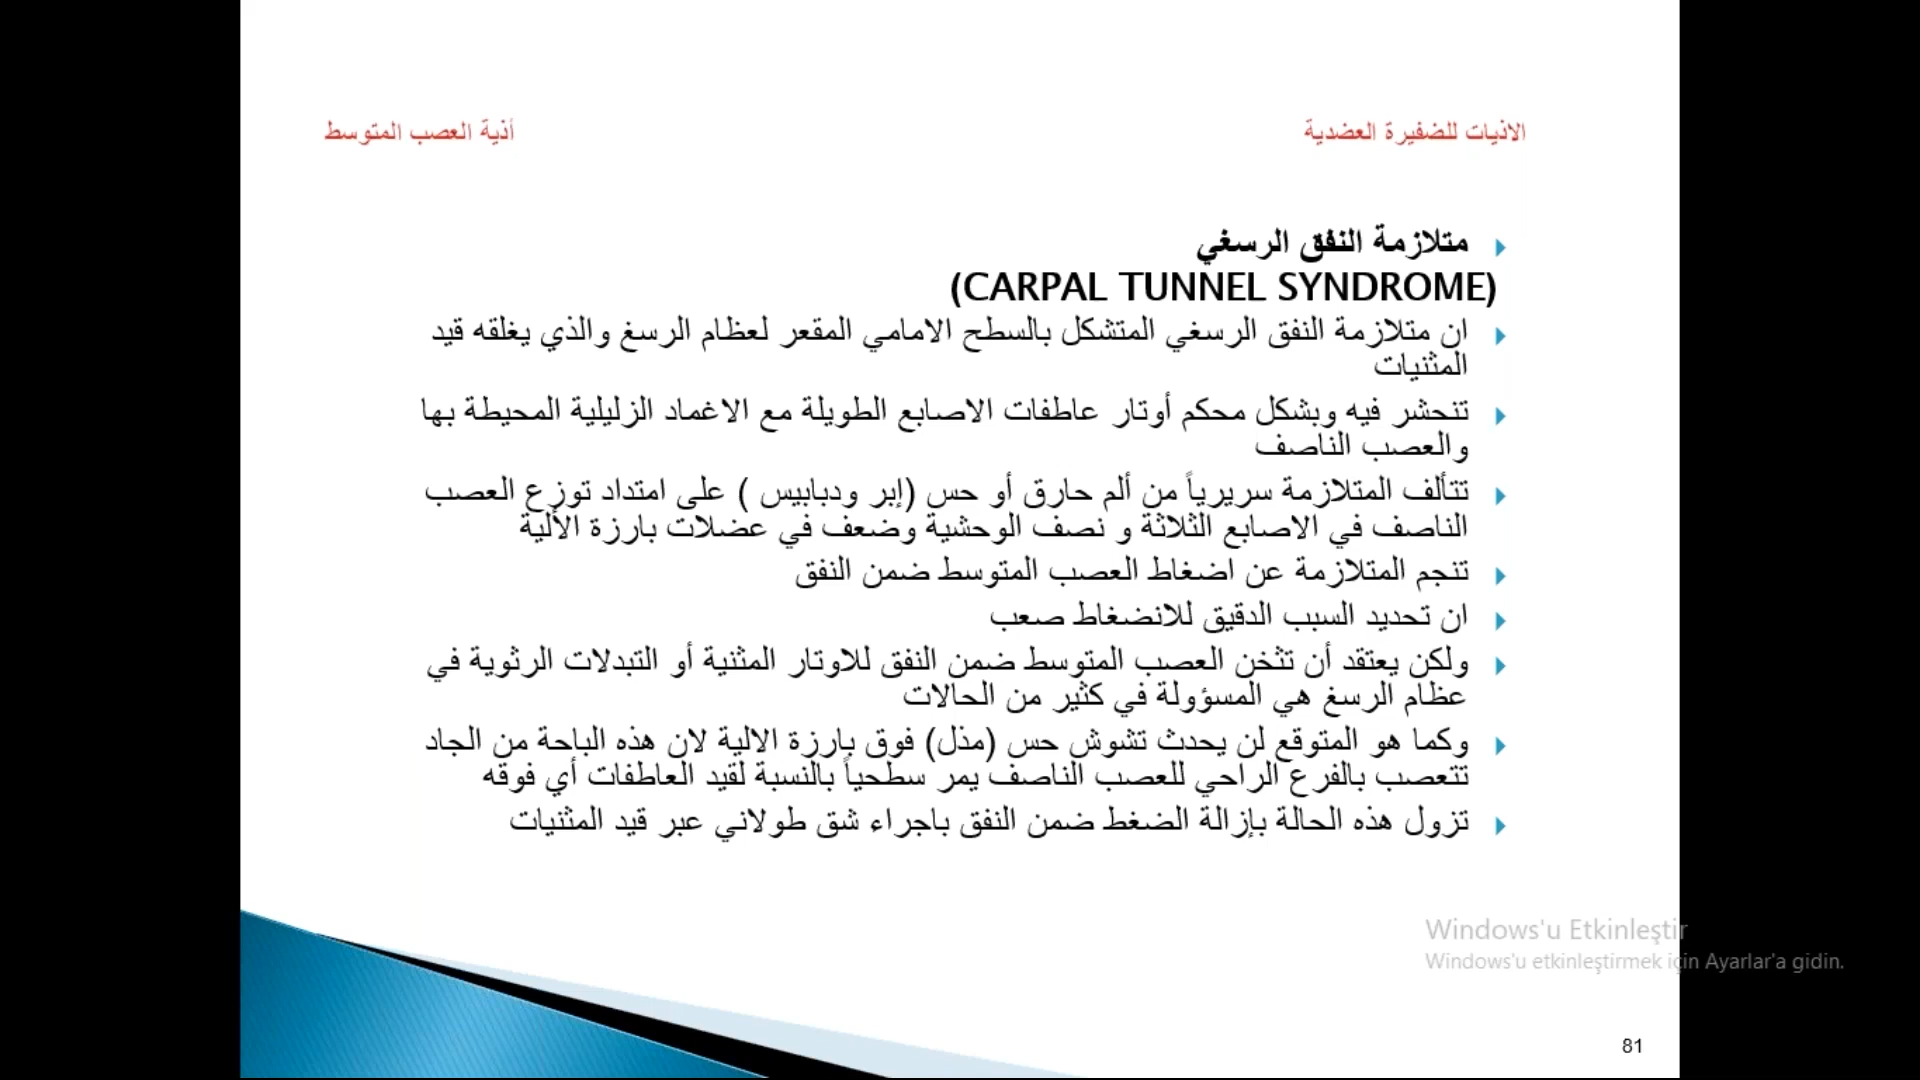 الاذيات للضفيرة العضدية
أذية العصب المتوسط
متلازمة النفق الرسغي
(CARPAL TUNNEL SYNDROME)
ان متلازمة النفق الرسغي المتشكل بالسطح الامامي المقعر لعظام الرسغ والذي يغلقه قيد
المثنيات
تنحشر فيه وبشكل محكم أوتار عاطفات الاصابع الطويلة مع الاغماد الزليلية المحيطة بها
والعصب الناصف
تتألف المتلازمة سريرياً من ألم حارق أو حس (إبر ودبابيس ) على امتداد توزع العصب
الناصف في الاصابع الثلاثة و نصف الوحشية وضعف في عضلات بارزة الألية
تنجم المتلازمة عن اضغاط العصب المتوسط ضمن النفق
ان تحديد السبب الدقيق للانضغاط صعب
ولكن يعتقد أن تثخن العصب المتوسط ضمن النفق للاوتار المثنية أو التبدلات الرثوية في
عظام الرسغ هي المسؤولة في كثير من الحالات
وكما هو المتوقع لن يحدث تشوش حس (مذل) فوق بارزة الالية لان هذه الباحة من الجاد
تتعصب بالفرع الراحي للعصب الناصف يمر سطحياً بالنسبة لقيد العاطفات أي فوقه
تزول هذه الحالة بإزالة الضغط ضمن النفق باجراء شق طولاني عبر قيد المثنيات
Windows'u Etkinleştir
Windows'u etkinleştirmek için Ayarlar'a gidin.
81